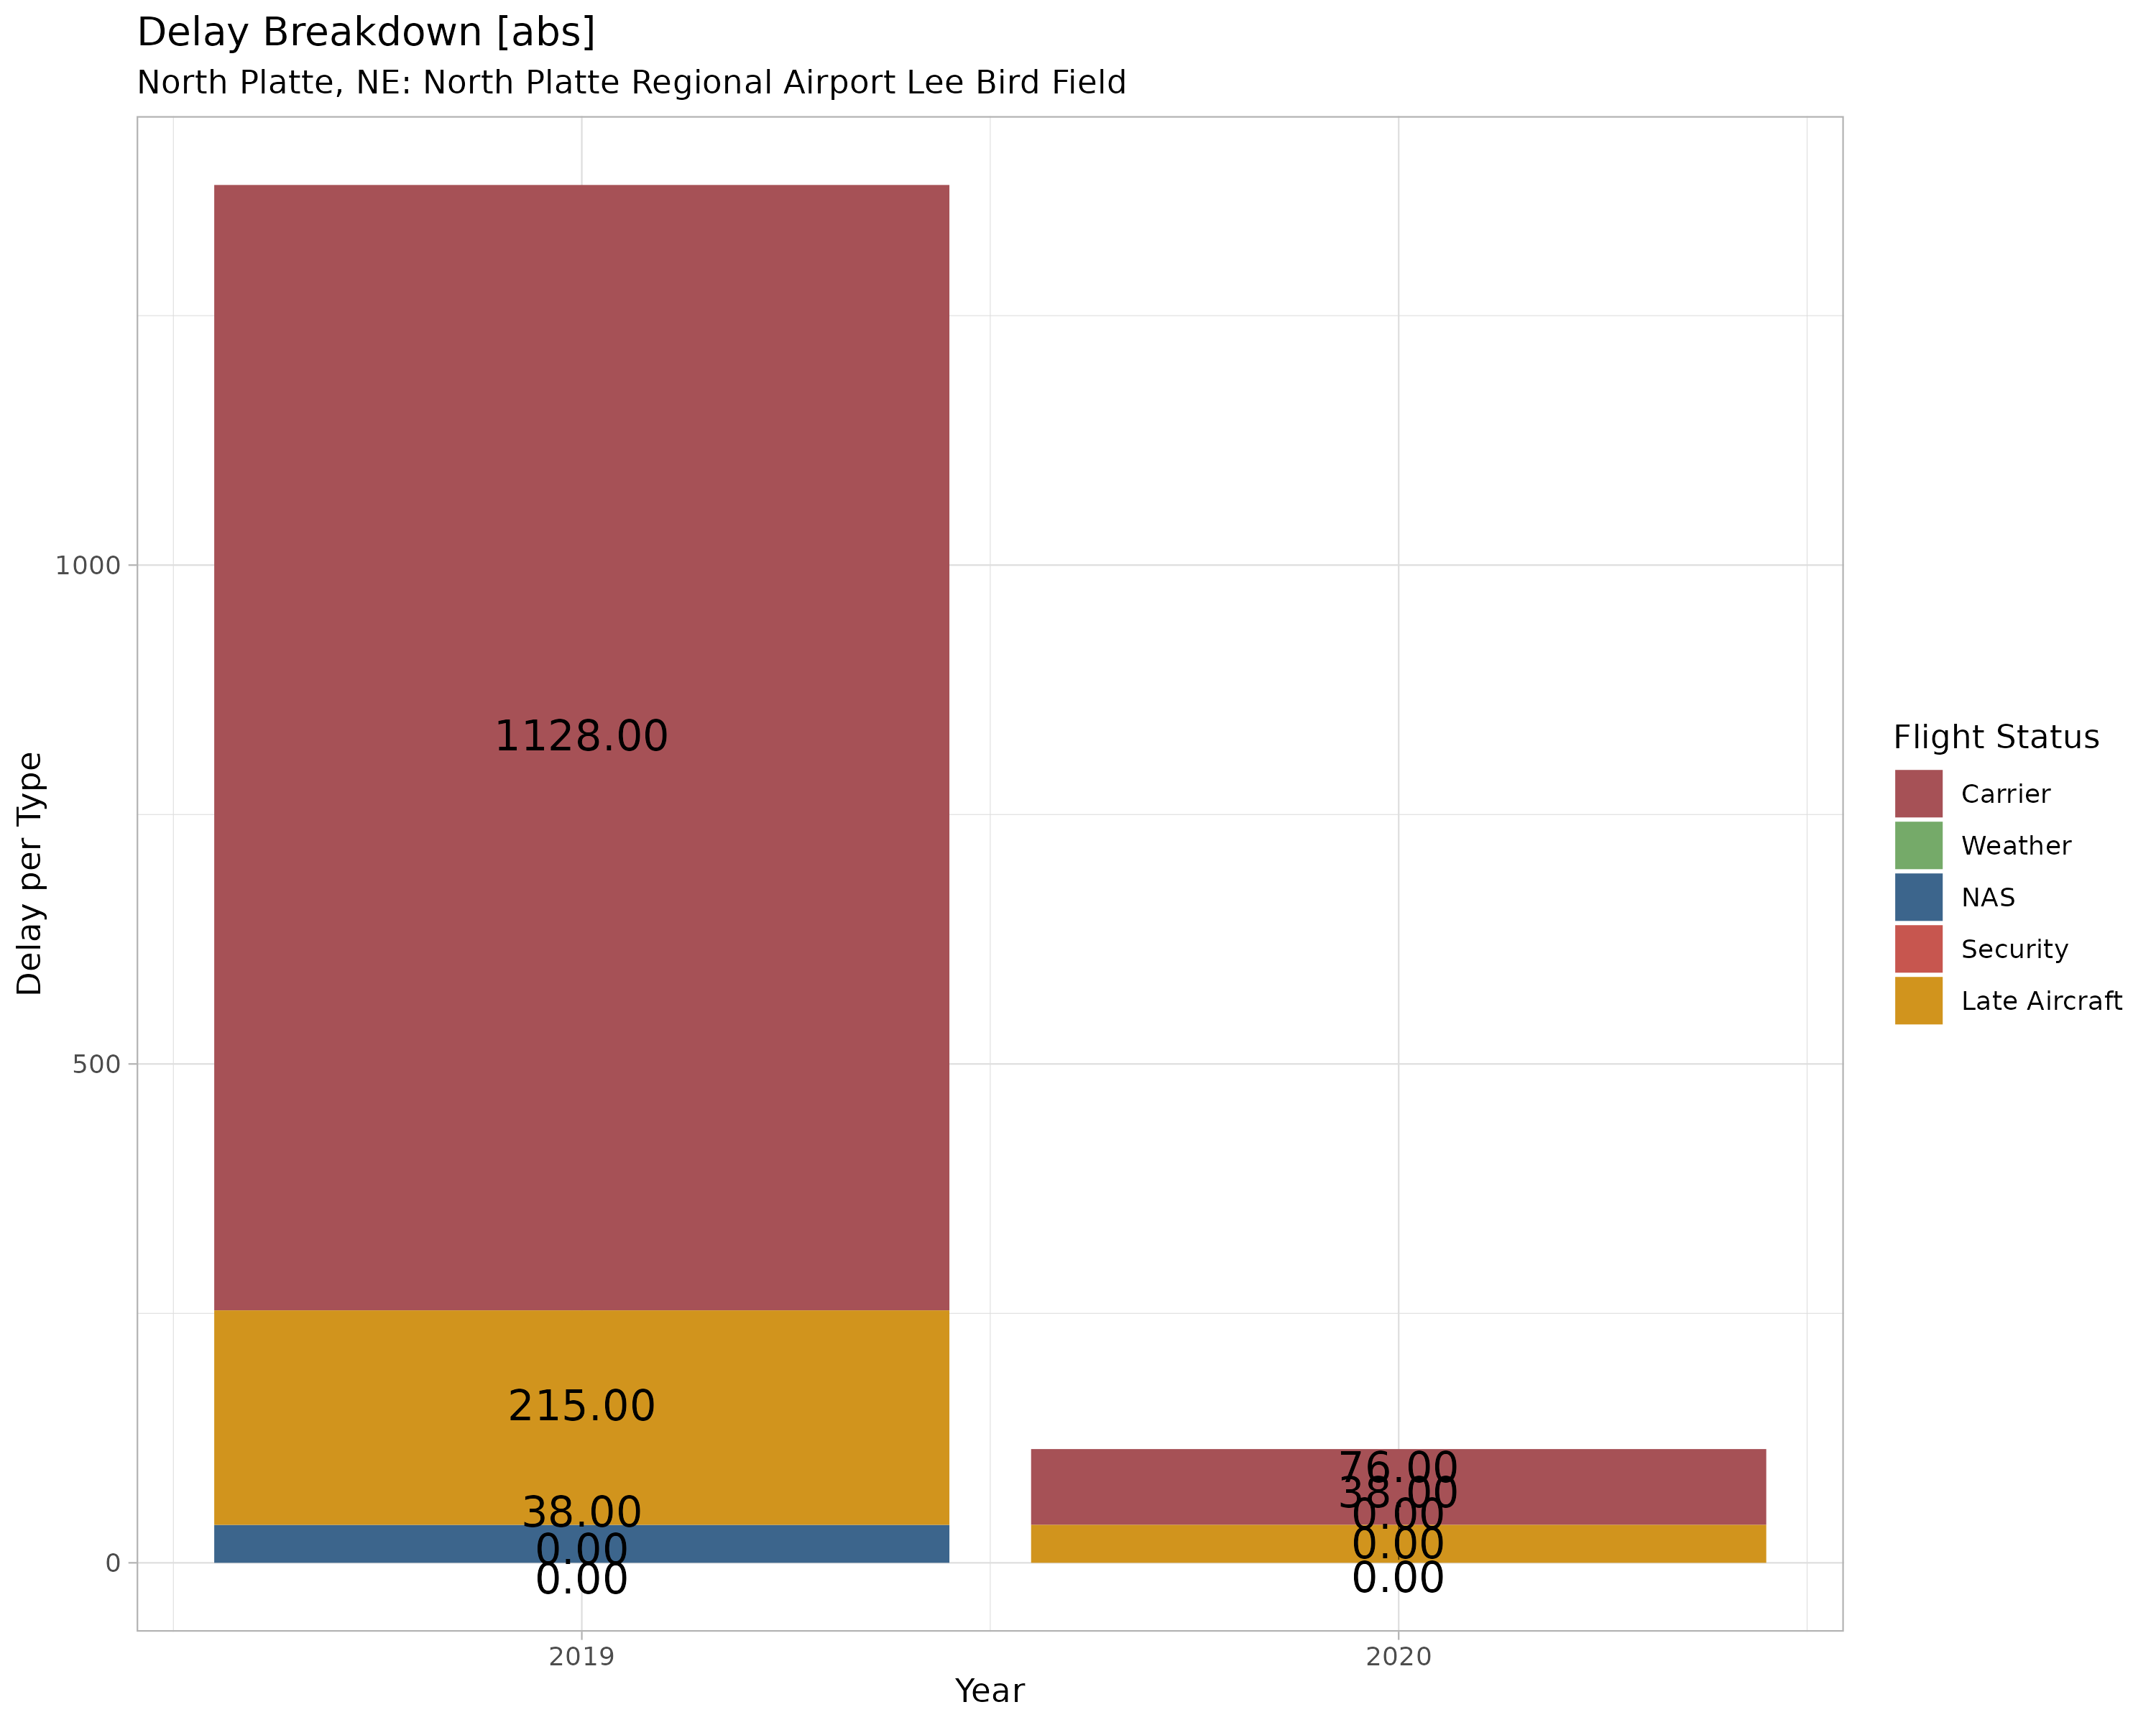 Delay Breakdown [abs]
North Platte, NE: North Platte Regional Airport Lee Bird Field
Delay per Type
1000
500
0
1128.00
215.00
38.00
0.00
0.00
76.00
38.00
0.00
0.00
0.00
2019
2020
Year
Flight Status
Carrier
Weather
NAS
Security
Late Aircraft